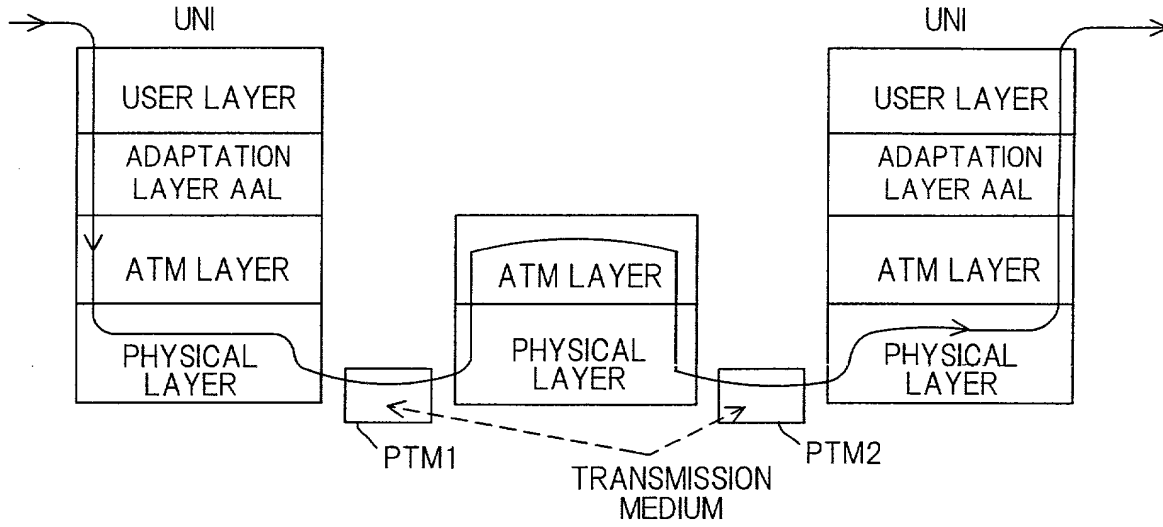 UNI
USER LAYER
ADAPTATION
LAYER AAL
ATM LAYER
PHYSICAL
LAYER
PTM1
ATM LAYER
PHYSICAL
LAYER
TRANSMISSION
MEDIUM
PTM2
UNI
USER LAYER
ADAPTATION
LAYER AAL
ATM LAYER
PHYSICAL
LAYER